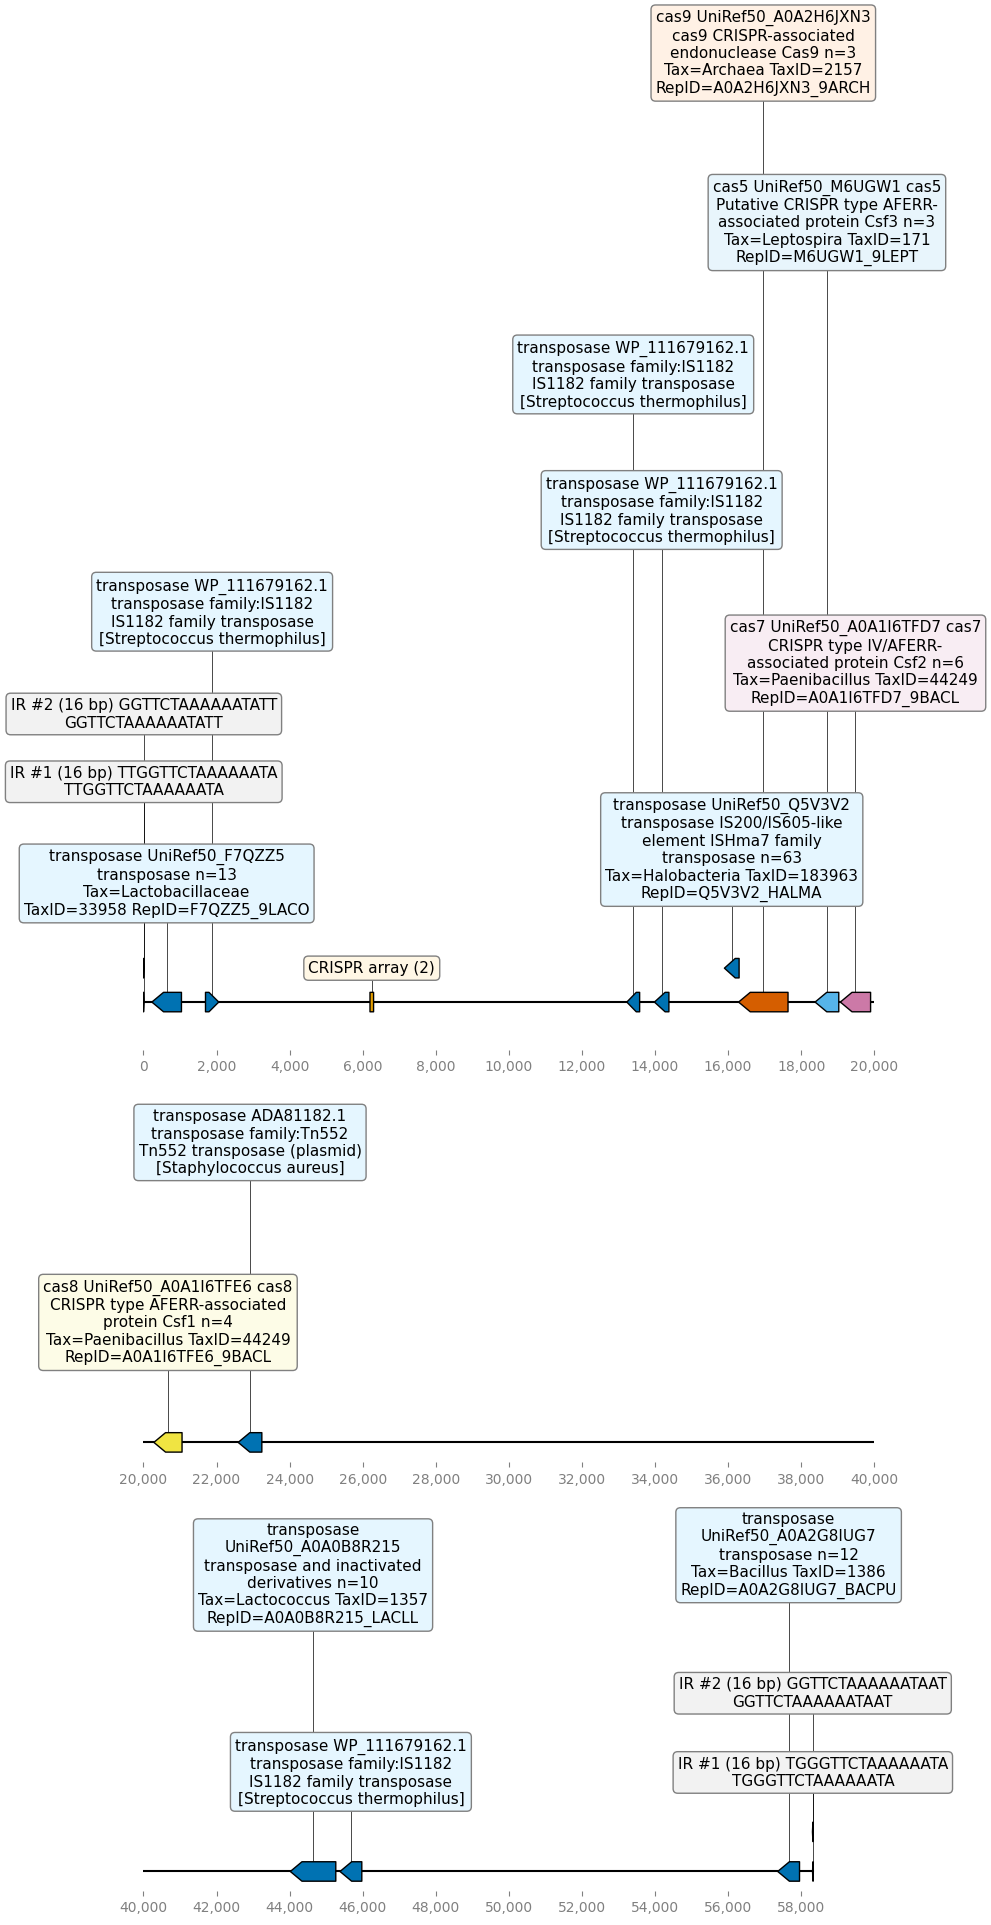 cas9 UniRef50_A0A2H6JXN3
cas9 CRISPR-associated
endonuclease Cas9 n=3
Tax=Archaea TaxID=2157
RepID=A0A2H6JXN3_9ARCH
cas5 UniRef50_M6UGW1 cas5
Putative CRISPR type AFERR-
associated protein Csf3 n=3
Tax=Leptospira TaxID=171
RepID=M6UGW1_9LEPT
transposase WP_111679162.1
transposase family:IS1182
IS1182 family transposase
[Streptococcus thermophilus]
transposase WP_111679162.1
transposase family:IS1182
IS1182 family transposase
[Streptococcus thermophilus]
transposase WP_111679162.1
transposase family:IS1182
IS1182 family transposase
[Streptococcus thermophilus]
cas7 UniRef50_A0A1I6TFD7 cas7
CRISPR type IV/AFERR-
associated protein Csf2 n=6
Tax=Paenibacillus TaxID=44249
RepID=A0A1I6TFD7_9BACL
IR #2 (16 bp) GGTTCTAAAAAATATT
GGTTCTAAAAAATATT
IR #1 (16 bp) TTGGTTCTAAAAAATA
TTGGTTCTAAAAAATA
transposase UniRef50_Q5V3V2
transposase IS200/IS605-like
element ISHma7 family
transposase n=63
Tax=Halobacteria TaxID=183963
RepID=Q5V3V2_HALMA
transposase UniRef50_F7QZZ5
transposase n=13
Tax=Lactobacillaceae
TaxID=33958 RepID=F7QZZ5_9LACO
CRISPR array (2)
0 2,000 4,000 6,000 8,000 10,000 12,000 14,000 16,000 18,000 20,000
transposase ADA81182.1
transposase family:Tn552
Tn552 transposase (plasmid)
[Staphylococcus aureus]
cas8 UniRef50_A0A1I6TFE6 cas8
CRISPR type AFERR-associated
protein Csf1 n=4
Tax=Paenibacillus TaxID=44249
RepID=A0A1I6TFE6_9BACL
20,000 22,000 24,000 26,000 28,000 30,000 32,000 34,000 36,000 38,000 40,000
transposase
UniRef50_A0A0B8R215
transposase and inactivated
derivatives n=10
Tax=Lactococcus TaxID=1357
RepID=A0A0B8R215_LACLL
transposase
UniRef50_A0A2G8IUG7
transposase n=12
Tax=Bacillus TaxID=1386
RepID=A0A2G8IUG7_BACPU
IR #2 (16 bp) GGTTCTAAAAAATAAT
GGTTCTAAAAAATAAT
transposase WP_111679162.1
transposase family:IS1182
IS1182 family transposase
[Streptococcus thermophilus]
IR #1 (16 bp) TGGGTTCTAAAAAATA
TGGGTTCTAAAAAATA
40,000 42,000 44,000 46,000 48,000 50,000 52,000 54,000 56,000 58,000